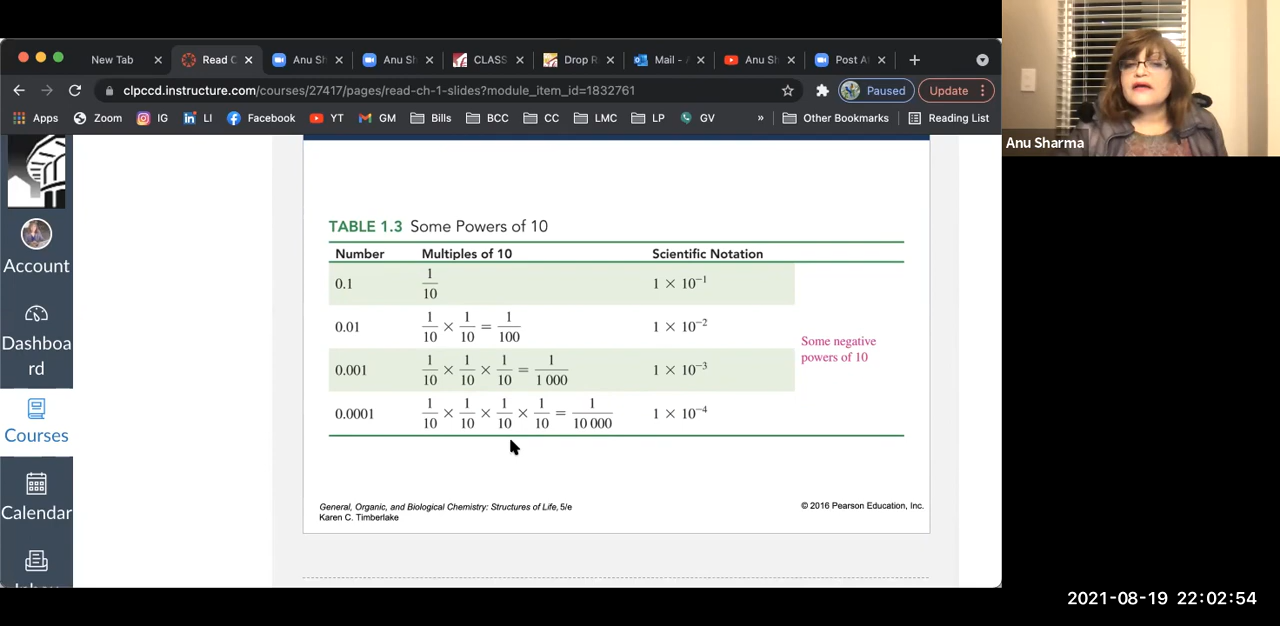 New Tab
Read C
Anu Sh
Anu Sh
CLASS
Drop R
Mail -
Anu Sh
Post A
clpccd.instructure.com/courses/27417/pages/read-ch-1-slides?module_item_id=1832761
Paused
Update
Apps Zoom IG LI Facebook YT GM Bills BCC CC LMC LP GV » Other Bookmarks Reading List
Anu Sharma
Account
Dashboa
rd
Courses
Calendar
TABLE 1.3 Some Powers of 10
Number Multiples of 10 Scientific Notation
0.1 1/10 1 × 10⁻¹
0.01 1/10 × 1/10 = 1/100 1 × 10⁻²
0.001 1/10 × 1/10 × 1/10 = 1/1 000 1 × 10⁻³
0.0001 1/10 × 1/10 × 1/10 × 1/10 = 1/10 000 1 × 10⁻⁴
Some negative
powers of 10
General, Organic, and Biological Chemistry: Structures of Life, 5/e
Karen C. Timberlake
© 2016 Pearson Education, Inc.
2021-08-19 22:02:54